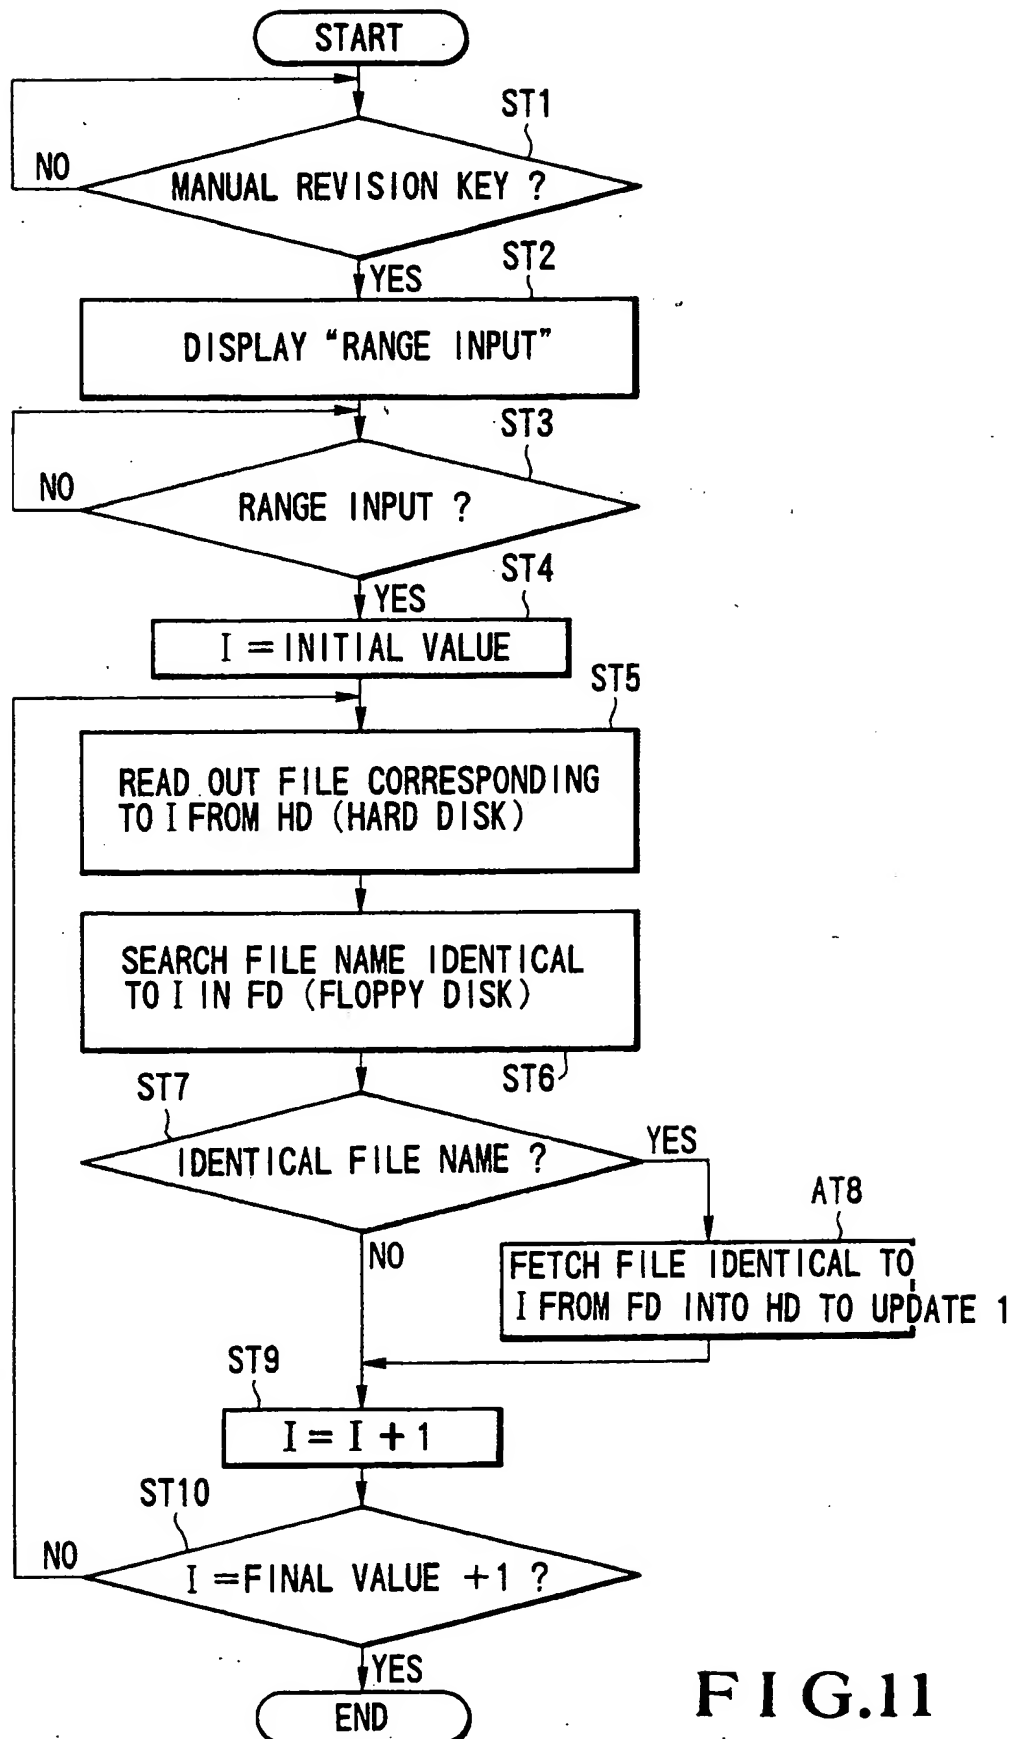 START
ST1
NO
MANUAL REVISION KEY ?
YES
ST2
DISPLAY “RANGE INPUT”
ST3
NO
RANGE INPUT ?
ST4
YES
I = INITIAL VALUE
ST5
READ OUT FILE CORRESPONDING
TO I FROM HD (HARD DISK)
SEARCH FILE NAME IDENTICAL
TO I IN FD (FLOPPY DISK)
ST6
ST7
IDENTICAL FILE NAME ?
YES
AT8
NO
FETCH FILE IDENTICAL TO
I FROM FD INTO HD TO UPDATE 1
ST9
I = I + 1
ST10
NO
I = FINAL VALUE +1 ?
YES
END
FIG.11